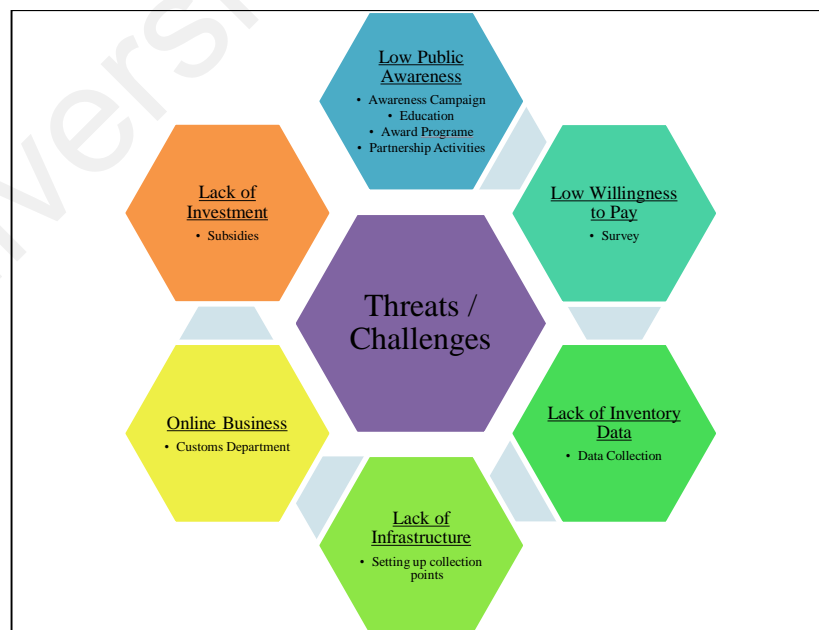 Low Public
Awareness
• Awareness Campaign
• Education
• Award Programe
• Partnership Activities
Low Willingness
to Pay
• Survey
Lack of Inventory
Data
• Data Collection
Lack of
Infrastructure
• Setting up collection
points
Online Business
• Customs Department
Lack of
Investment
• Subsidies
Threats /
Challenges